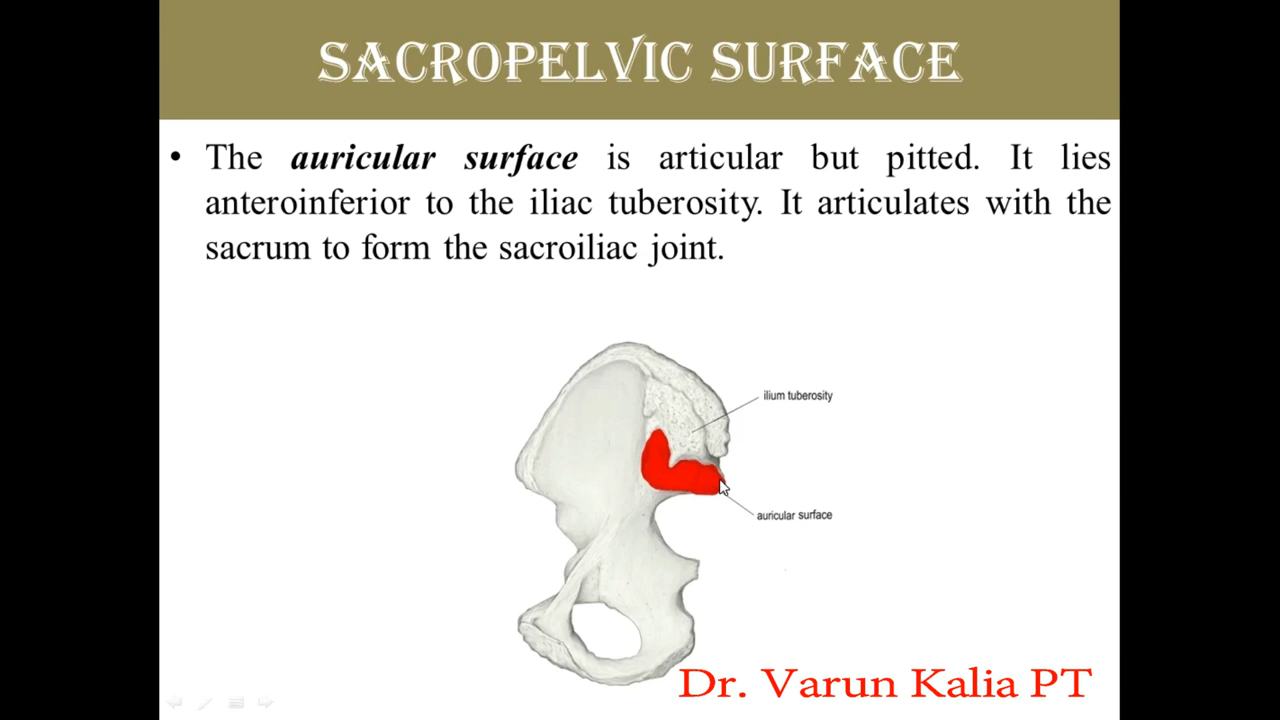 SACROPELVIC SURFACE
• The auricular surface is articular but pitted. It lies
anteroinferior to the iliac tuberosity. It articulates with the
sacrum to form the sacroiliac joint.
ilium tuberosity
auricular surface
Dr. Varun Kalia PT